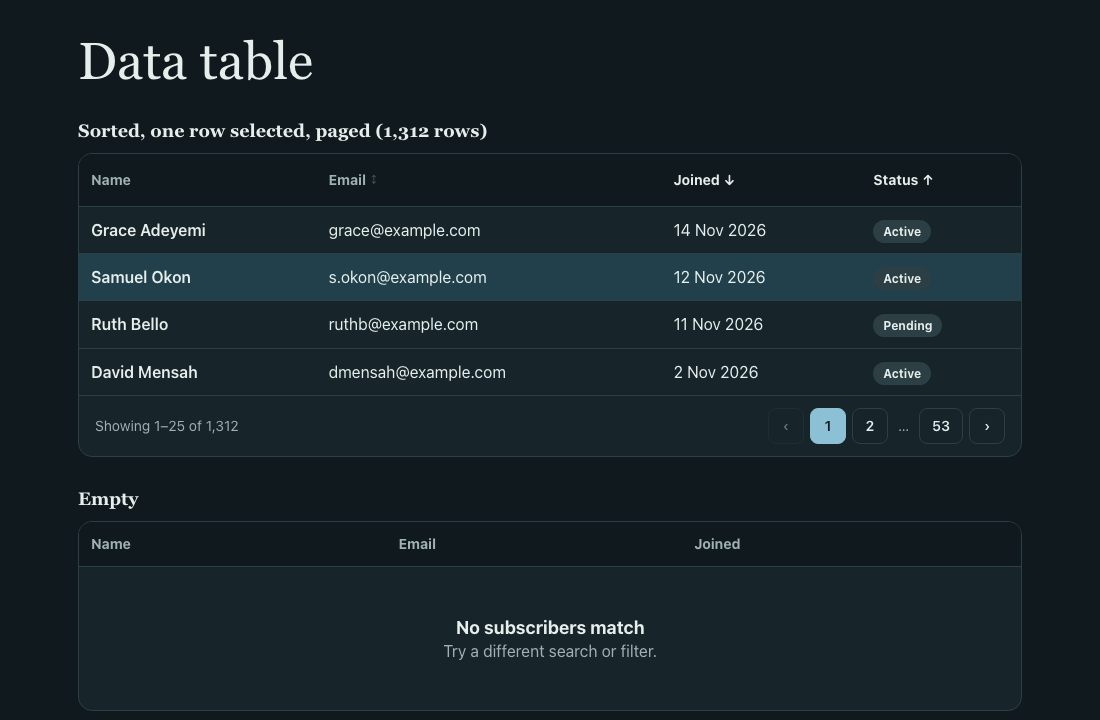 Data table
Sorted, one row selected, paged (1,312 rows)
Name Email ↕ Joined ↓ Status ↑
Grace Adeyemi grace@example.com 14 Nov 2026 Active
Samuel Okon s.okon@example.com 12 Nov 2026 Active
Ruth Bello ruthb@example.com 11 Nov 2026 Pending
David Mensah dmensah@example.com 2 Nov 2026 Active
Showing 1–25 of 1,312 ‹ 1 2 … 53 ›
Empty
Name Email Joined
No subscribers match
Try a different search or filter.